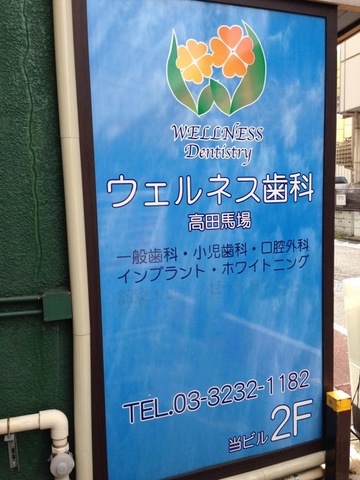 WELLNESS
Dentistry
ウェルネス歯科
高田馬場
一般歯科・小児歯科・口腔外科
インプラント・ホワイトニング
TEL.03-3232-1182
当ビル2F